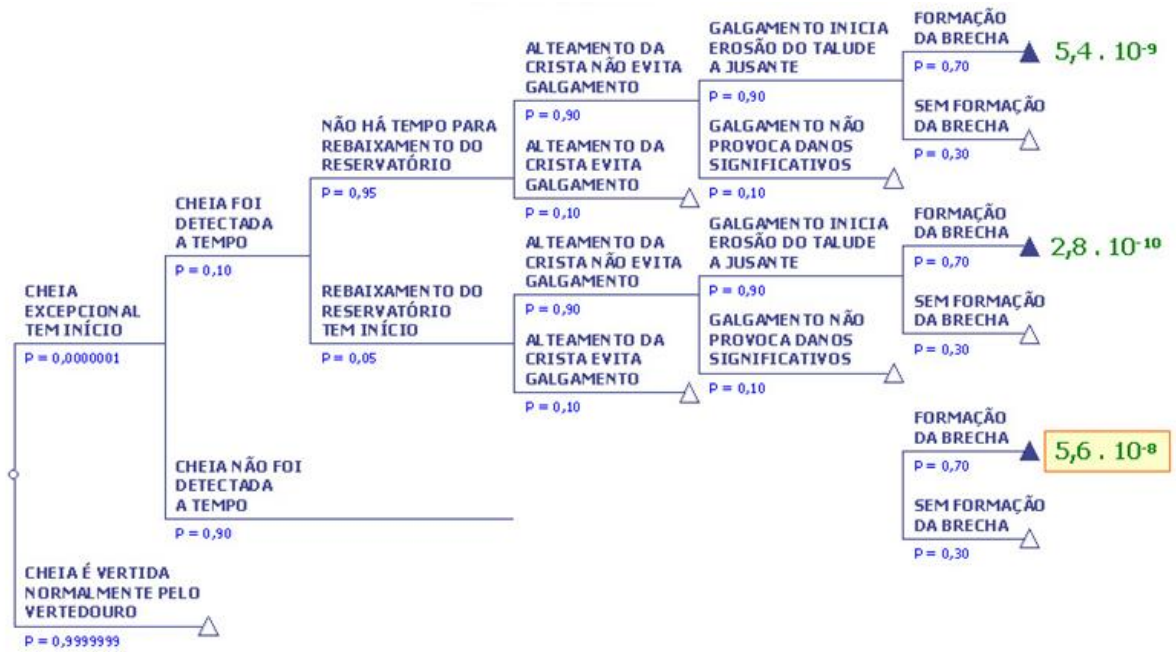 FORMAÇÃO
DA BRECHA
P = 0,70
5,4 . 10⁻⁹
GALGAMENTO INICIA
EROSÃO DO TALUDE
A JUSANTE
P = 0,90
SEM FORMAÇÃO
DA BRECHA
P = 0,30
ALTEAMENTO DA
CRISTA NÃO EVITA
GALGAMENTO
P = 0,90
GALGAMENTO NÃO
PROVOCA DANOS
SIGNIFICATIVOS
P = 0,10
NÃO HÁ TEMPO PARA
REBAIXAMENTO DO
RESERVATÓRIO
P = 0,95
ALTEAMENTO DA
CRISTA EVITA
GALGAMENTO
P = 0,10
CHEIA FOI
DETECTADA
A TEMPO
P = 0,10
FORMAÇÃO
DA BRECHA
P = 0,70
2,8 . 10⁻¹⁰
GALGAMENTO INICIA
EROSÃO DO TALUDE
A JUSANTE
P = 0,90
ALTEAMENTO DA
CRISTA NÃO EVITA
GALGAMENTO
P = 0,90
SEM FORMAÇÃO
DA BRECHA
P = 0,30
CHEIA
EXCEPCIONAL
TEM INÍCIO
P = 0,0000001
REBAIXAMENTO DO
RESERVATÓRIO
TEM INÍCIO
P = 0,05
GALGAMENTO NÃO
PROVOCA DANOS
SIGNIFICATIVOS
P = 0,10
ALTEAMENTO DA
CRISTA EVITA
GALGAMENTO
P = 0,10
FORMAÇÃO
DA BRECHA
P = 0,70
5,6 . 10⁻⁸
CHEIA NÃO FOI
DETECTADA
A TEMPO
P = 0,90
SEM FORMAÇÃO
DA BRECHA
P = 0,30
CHEIA É VERTIDA
NORMALMENTE PELO
VERTEDOURO
P = 0,9999999